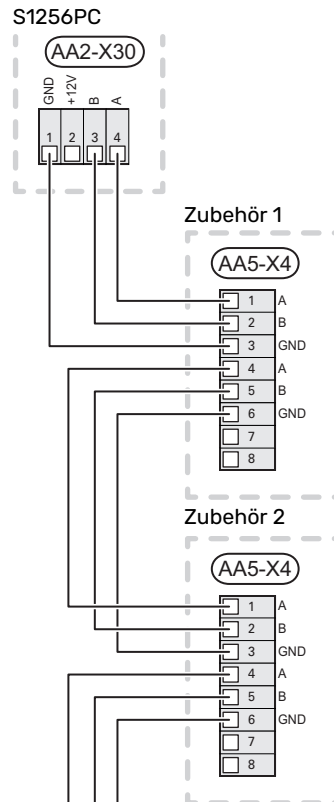 S1256PC
AA2-X30
GND +12V B A
1 2 3 4
Zubehör 1
AA5-X4
1 A
2 B
3 GND
4 A
5 B
6 GND
7
8
Zubehör 2
AA5-X4
1 A
2 B
3 GND
4 A
5 B
6 GND
7
8